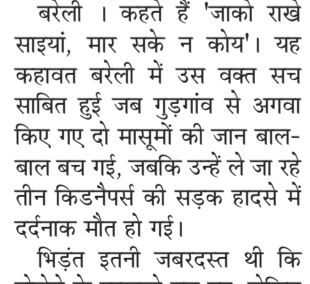 बरेली । कहते हैं 'जाको राखे
साइयां, मार सके न कोय'। यह
कहावत बरेली में उस वक्त सच
साबित हुई जब गुड़गांव से अगवा
किए गए दो मासूमों की जान बाल-
बाल बच गई, जबकि उन्हें ले जा रहे
तीन किडनैपर्स की सड़क हादसे में
दर्दनाक मौत हो गई।
भिड़ंत इतनी जबरदस्त थी कि